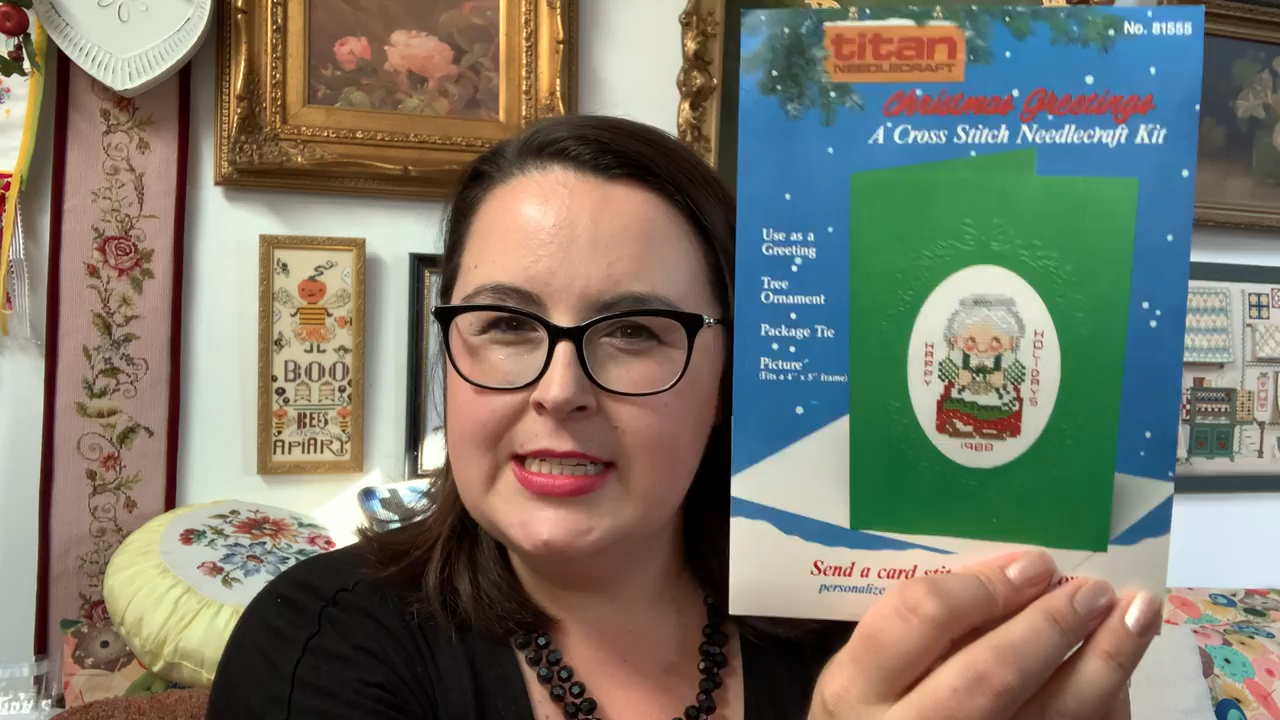 No. 81555
titan
NEEDLECRAFT
Christmas Greetings
A Cross Stitch Needlecraft Kit
Use as a
Greeting
Tree
Ornament
Package Tie
Picture
(Fits a 4" x 5" frame)
HAPPY
HOLIDAYS
1988
Send a card
personalize
BOO
BEES
APIARY